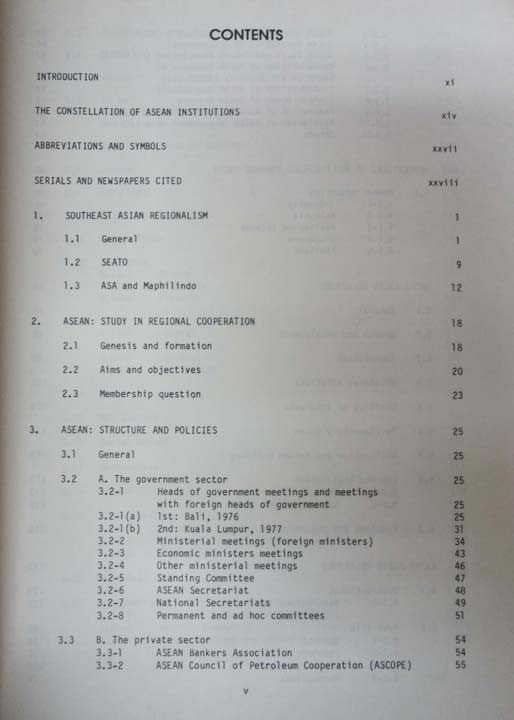 CONTENTS
INTRODUCTION xi
THE CONSTELLATION OF ASEAN INSTITUTIONS xiv
ABBREVIATIONS AND SYMBOLS xxvii
SERIALS AND NEWSPAPERS CITED xxviii
1. SOUTHEAST ASIAN REGIONALISM 1
1.1 General 1
1.2 SEATO 9
1.3 ASA and Maphilindo 12
2. ASEAN: STUDY IN REGIONAL COOPERATION 18
2.1 Genesis and formation 18
2.2 Aims and objectives 20
2.3 Membership question 23
3. ASEAN: STRUCTURE AND POLICIES 25
3.1 General 25
3.2 A. The government sector 25
3.2-1 Heads of government meetings and meetings
with foreign heads of government 25
3.2-1(a) 1st: Bali, 1976 25
3.2-1(b) 2nd: Kuala Lumpur, 1977 31
3.2-2 Ministerial meetings (foreign ministers) 34
3.2-3 Economic ministers meetings 43
3.2-4 Other ministerial meetings 46
3.2-5 Standing Committee 47
3.2-6 ASEAN Secretariat 48
3.2-7 National Secretariats 49
3.2-8 Permanent and ad hoc committees 51
3.3 B. The private sector 54
3.3-1 ASEAN Bankers Association 54
3.3-2 ASEAN Council of Petroleum Cooperation (ASCOPE) 55
v